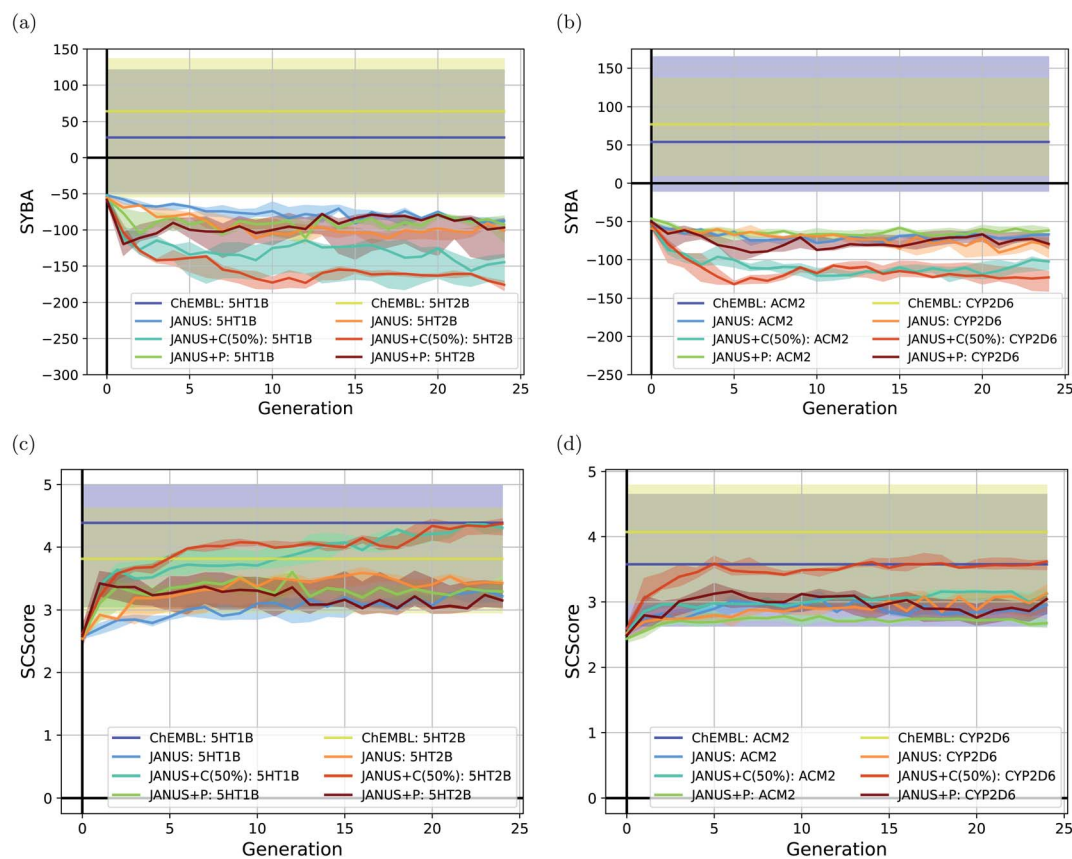 (a)
(b)
150
100
50
0
−50
−100
−150
−200
−250
−300
SYBA
ChEMBL: 5HT1B
JANUS: 5HT1B
JANUS+C(50%): 5HT1B
JANUS+P: 5HT1B
ChEMBL: 5HT2B
JANUS: 5HT2B
JANUS+C(50%): 5HT2B
JANUS+P: 5HT2B
0 5 10 15 20 25
Generation
150
100
50
0
−50
−100
−150
−200
−250
SYBA
ChEMBL: ACM2
JANUS: ACM2
JANUS+C(50%): ACM2
JANUS+P: ACM2
ChEMBL: CYP2D6
JANUS: CYP2D6
JANUS+C(50%): CYP2D6
JANUS+P: CYP2D6
0 5 10 15 20 25
Generation
(c)
(d)
5
4
3
2
1
0
SCScore
ChEMBL: 5HT1B
JANUS: 5HT1B
JANUS+C(50%): 5HT1B
JANUS+P: 5HT1B
ChEMBL: 5HT2B
JANUS: 5HT2B
JANUS+C(50%): 5HT2B
JANUS+P: 5HT2B
0 5 10 15 20 25
Generation
5
4
3
2
1
0
SCScore
ChEMBL: ACM2
JANUS: ACM2
JANUS+C(50%): ACM2
JANUS+P: ACM2
ChEMBL: CYP2D6
JANUS: CYP2D6
JANUS+C(50%): CYP2D6
JANUS+P: CYP2D6
0 5 10 15 20 25
Generation